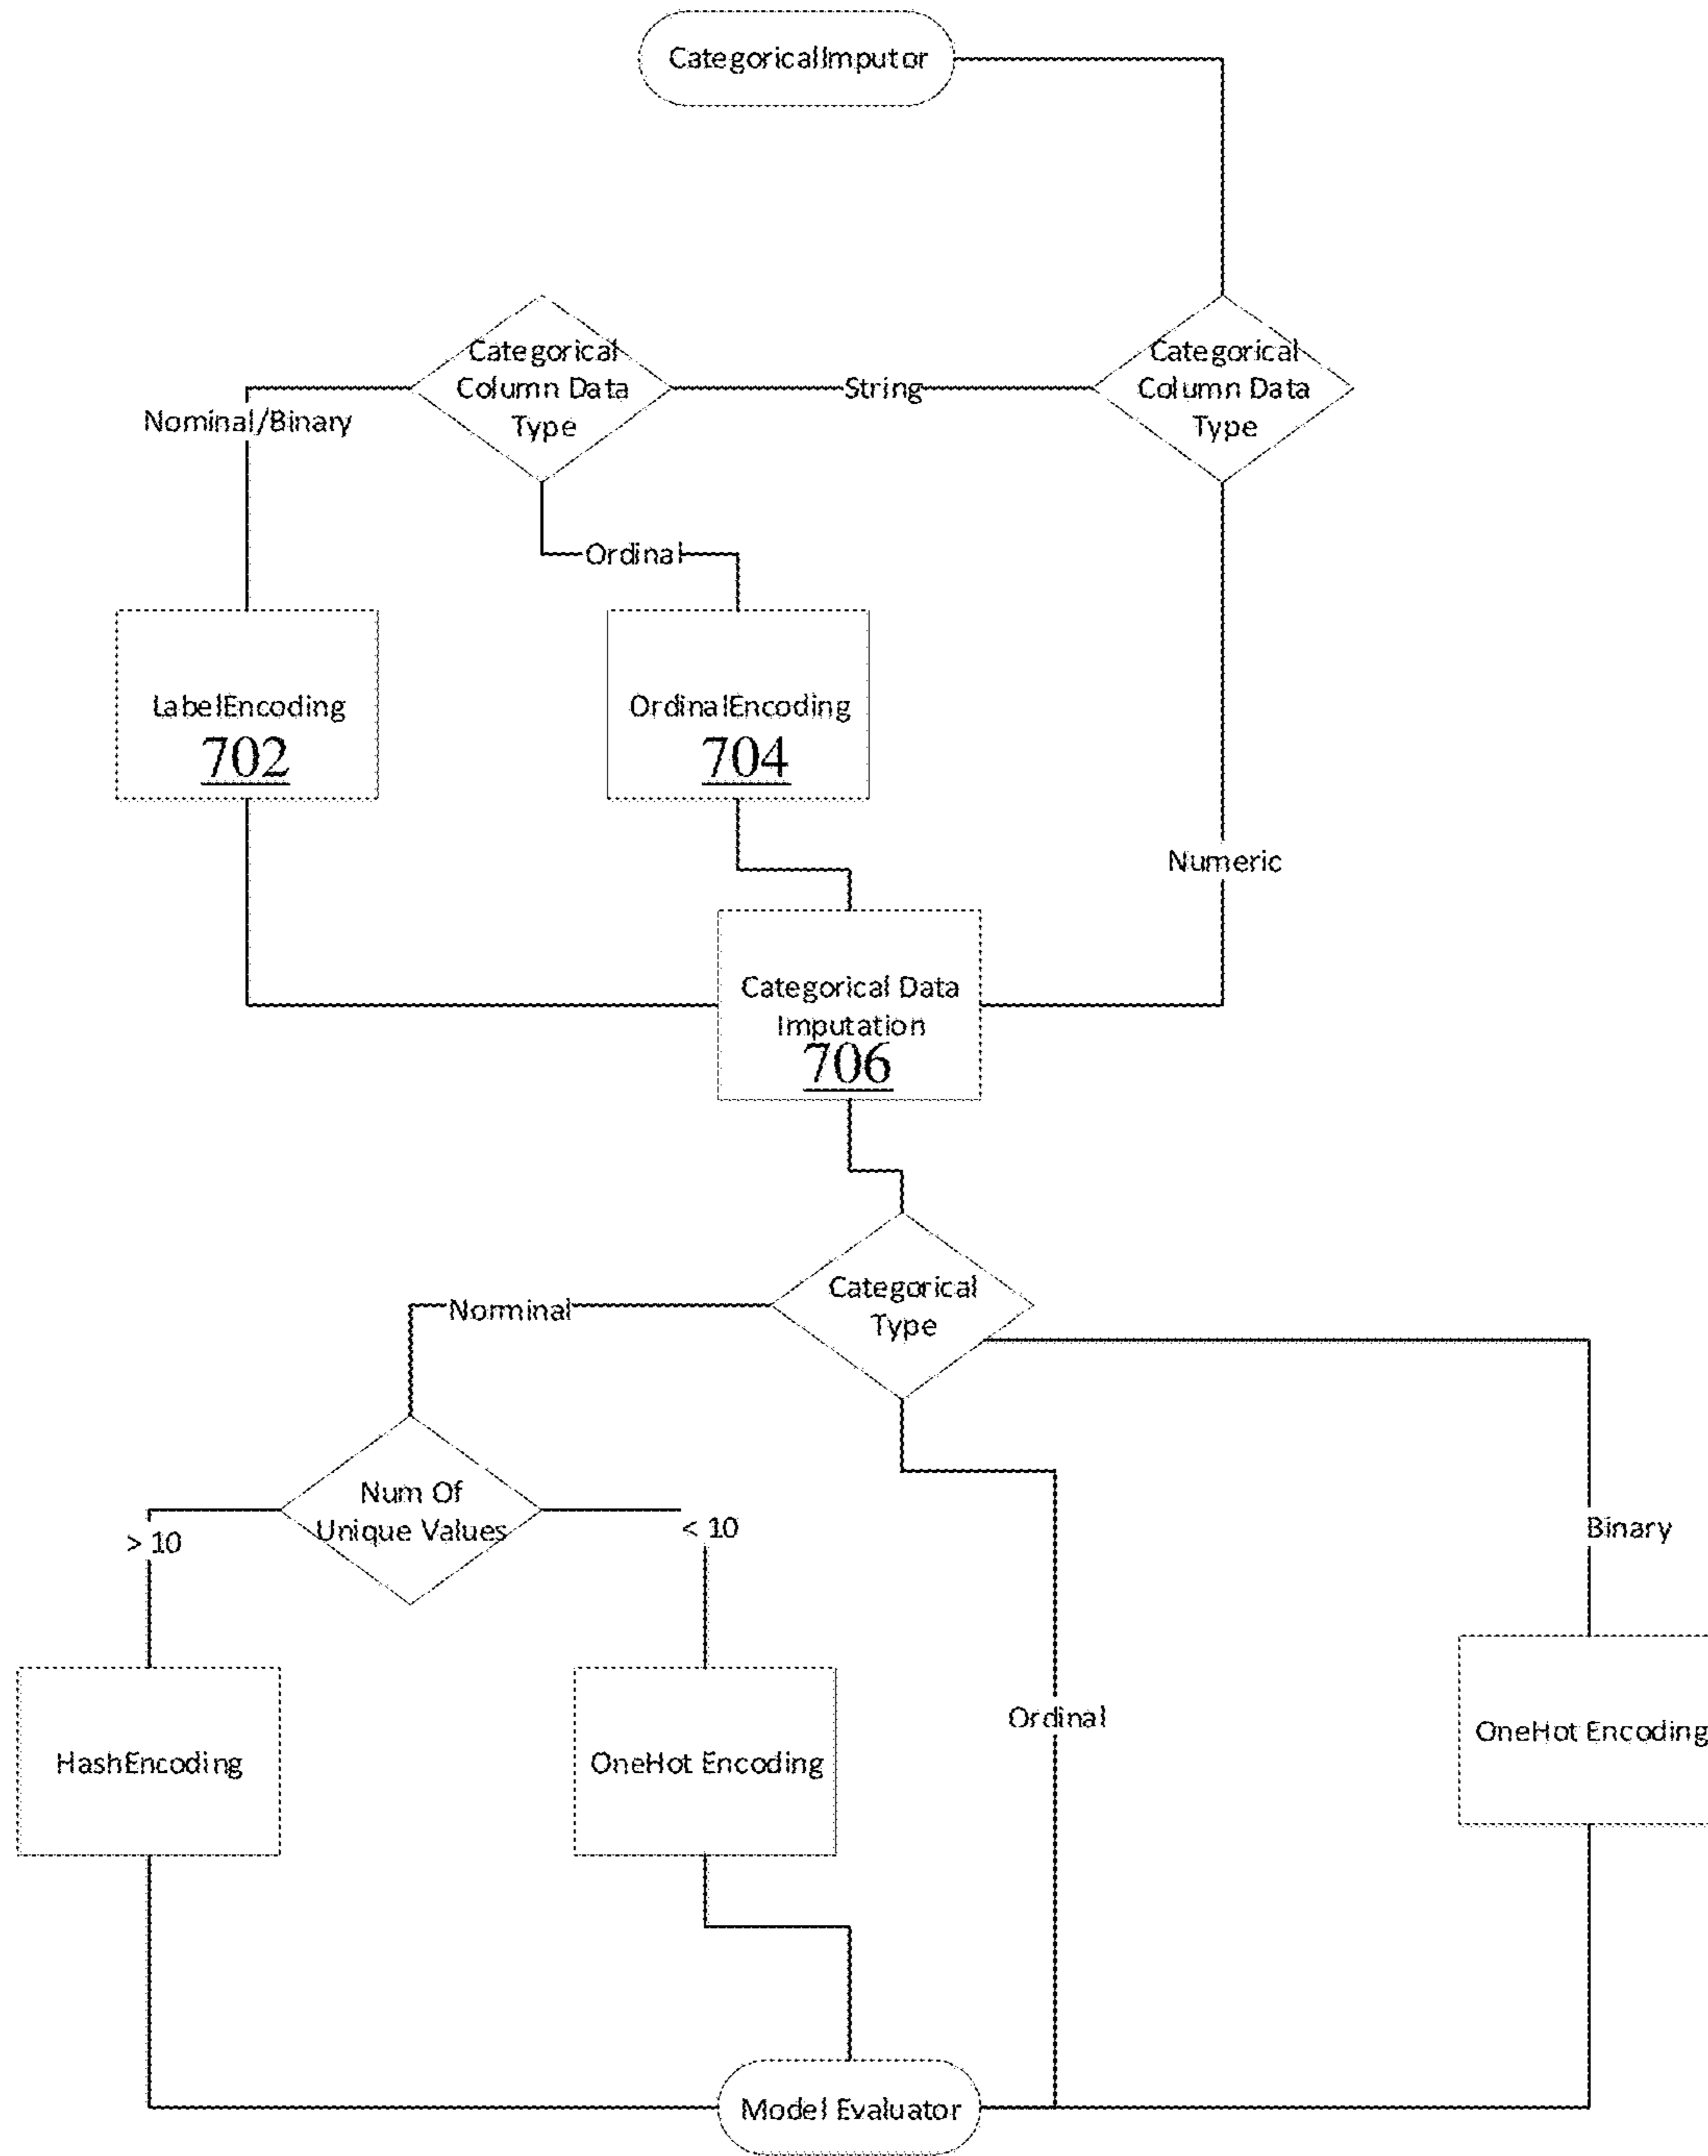 CategoricalImputor
Categorical
Column Data
Type
String
Categorical
Column Data
Type
Nominal/Binary
Ordinal
LabelEncoding
702
OrdinalEncoding
704
Numeric
Categorical Data
Imputation
706
Categorical
Type
Norminal
Num Of
Unique Values
> 10
< 10
Binary
Ordinal
HashEncoding
OneHot Encoding
OneHot Encoding
Model Evaluator